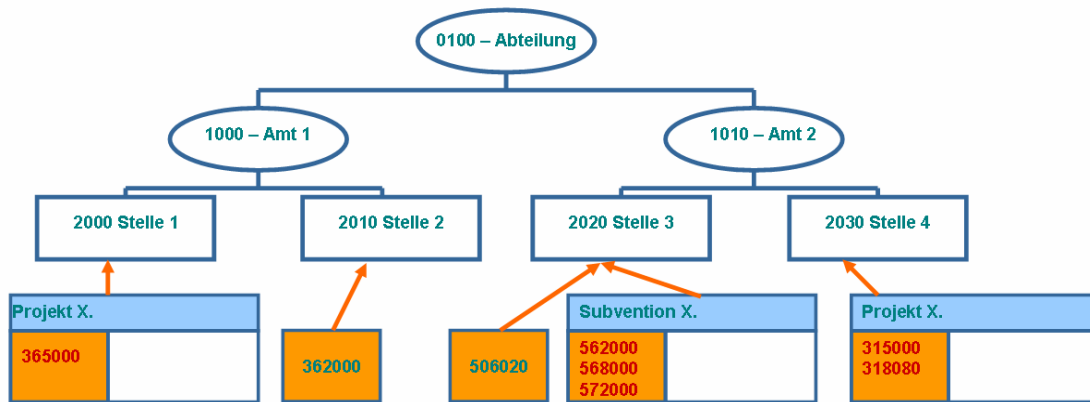 0100 – Abteilung
1000 – Amt 1
1010 – Amt 2
2000 Stelle 1
2010 Stelle 2
2020 Stelle 3
2030 Stelle 4
Projekt X.
Subvention X.
Projekt X.
365000
362000
506020
562000
568000
572000
315000
318080